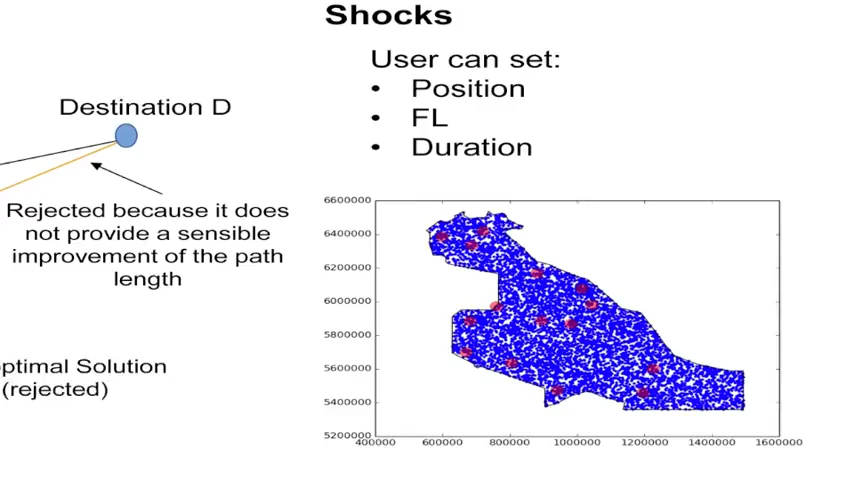 Shocks
User can set:
• Position
• FL
• Duration
Destination D
Rejected because it does
not provide a sensible
improvement of the path
length
optimal Solution
(rejected)
6600000
6400000
6200000
6000000
5800000
5600000
5400000
5200000
400000 600000 800000 1000000 1200000 1400000 1600000